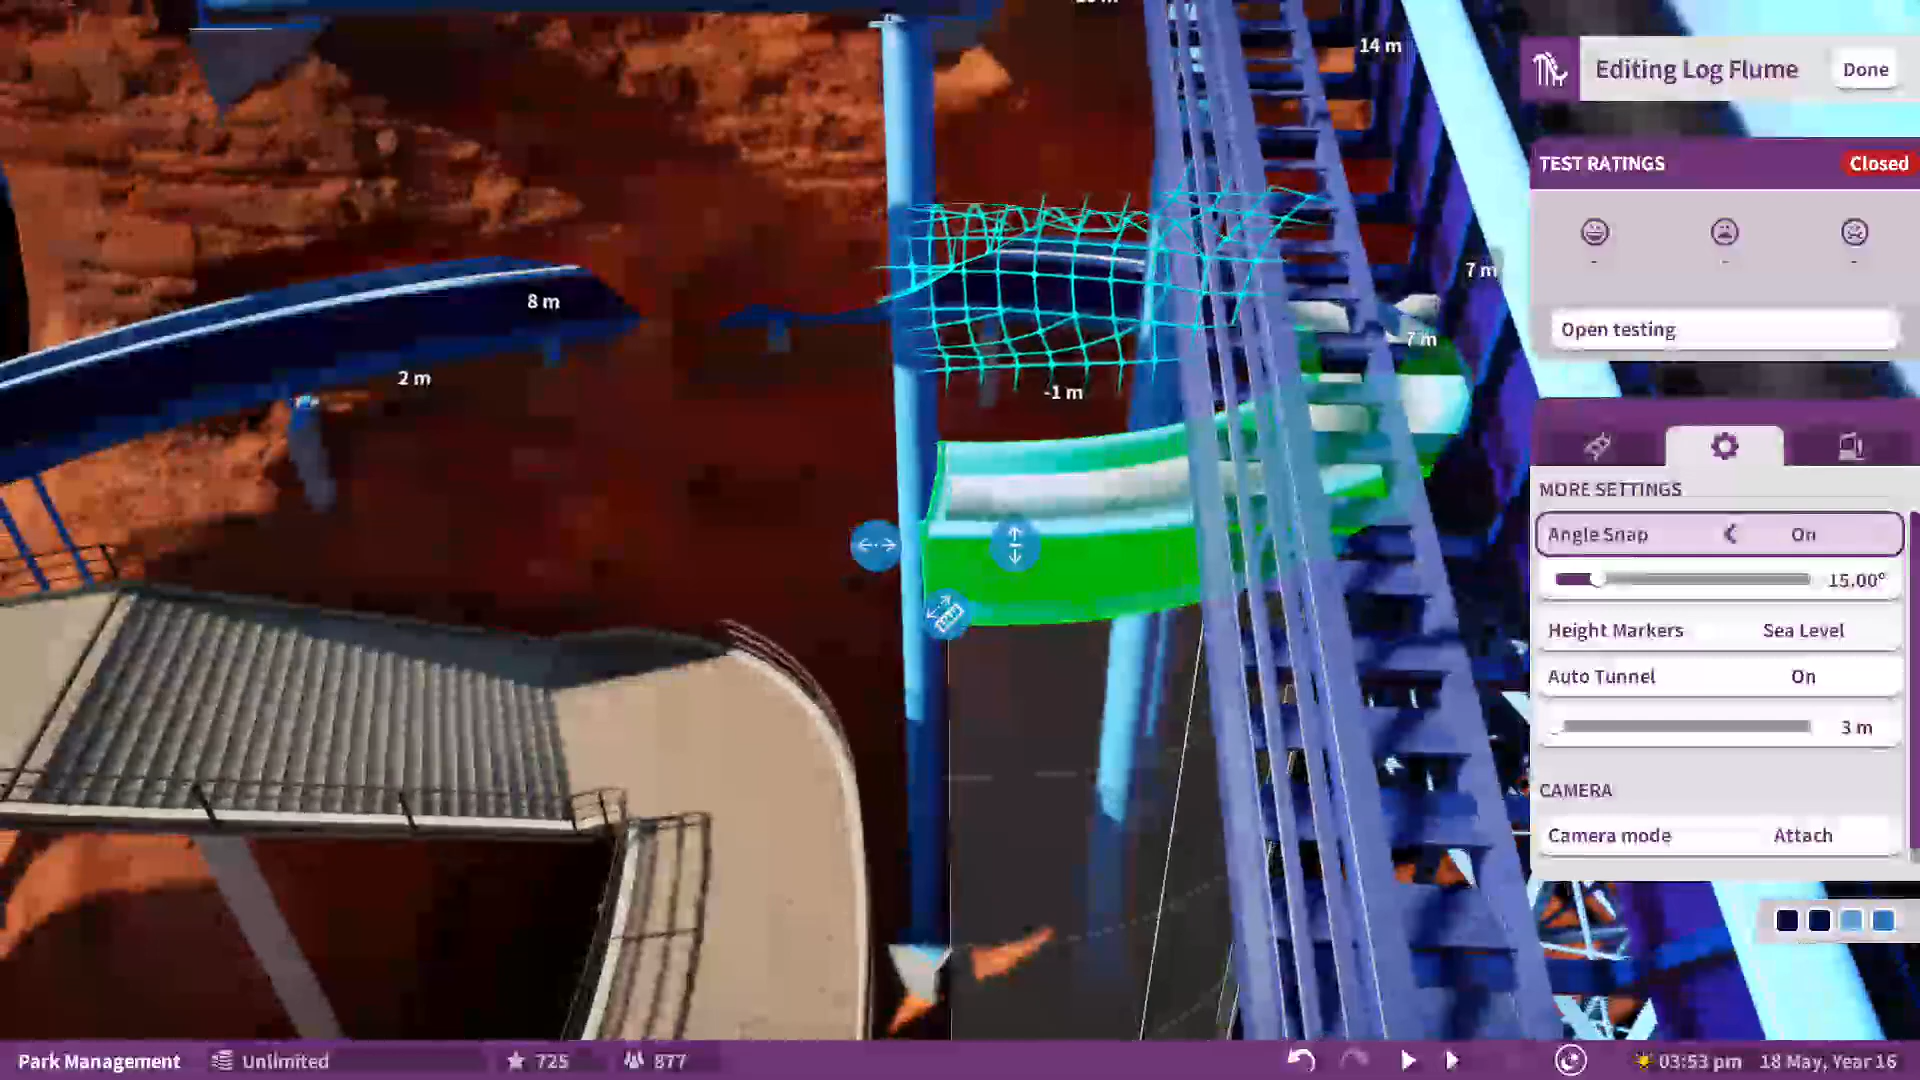 14 m
7 m
8 m
7 m
2 m
-1 m
Editing Log Flume
Done
TEST RATINGS
Closed
-
-
-
Open testing
MORE SETTINGS
Angle Snap
On
15.00°
Height Markers
Sea Level
Auto Tunnel
On
3 m
CAMERA
Camera mode
Attach
Park Management
Unlimited
725
877
03:53 pm
18 May, Year 16